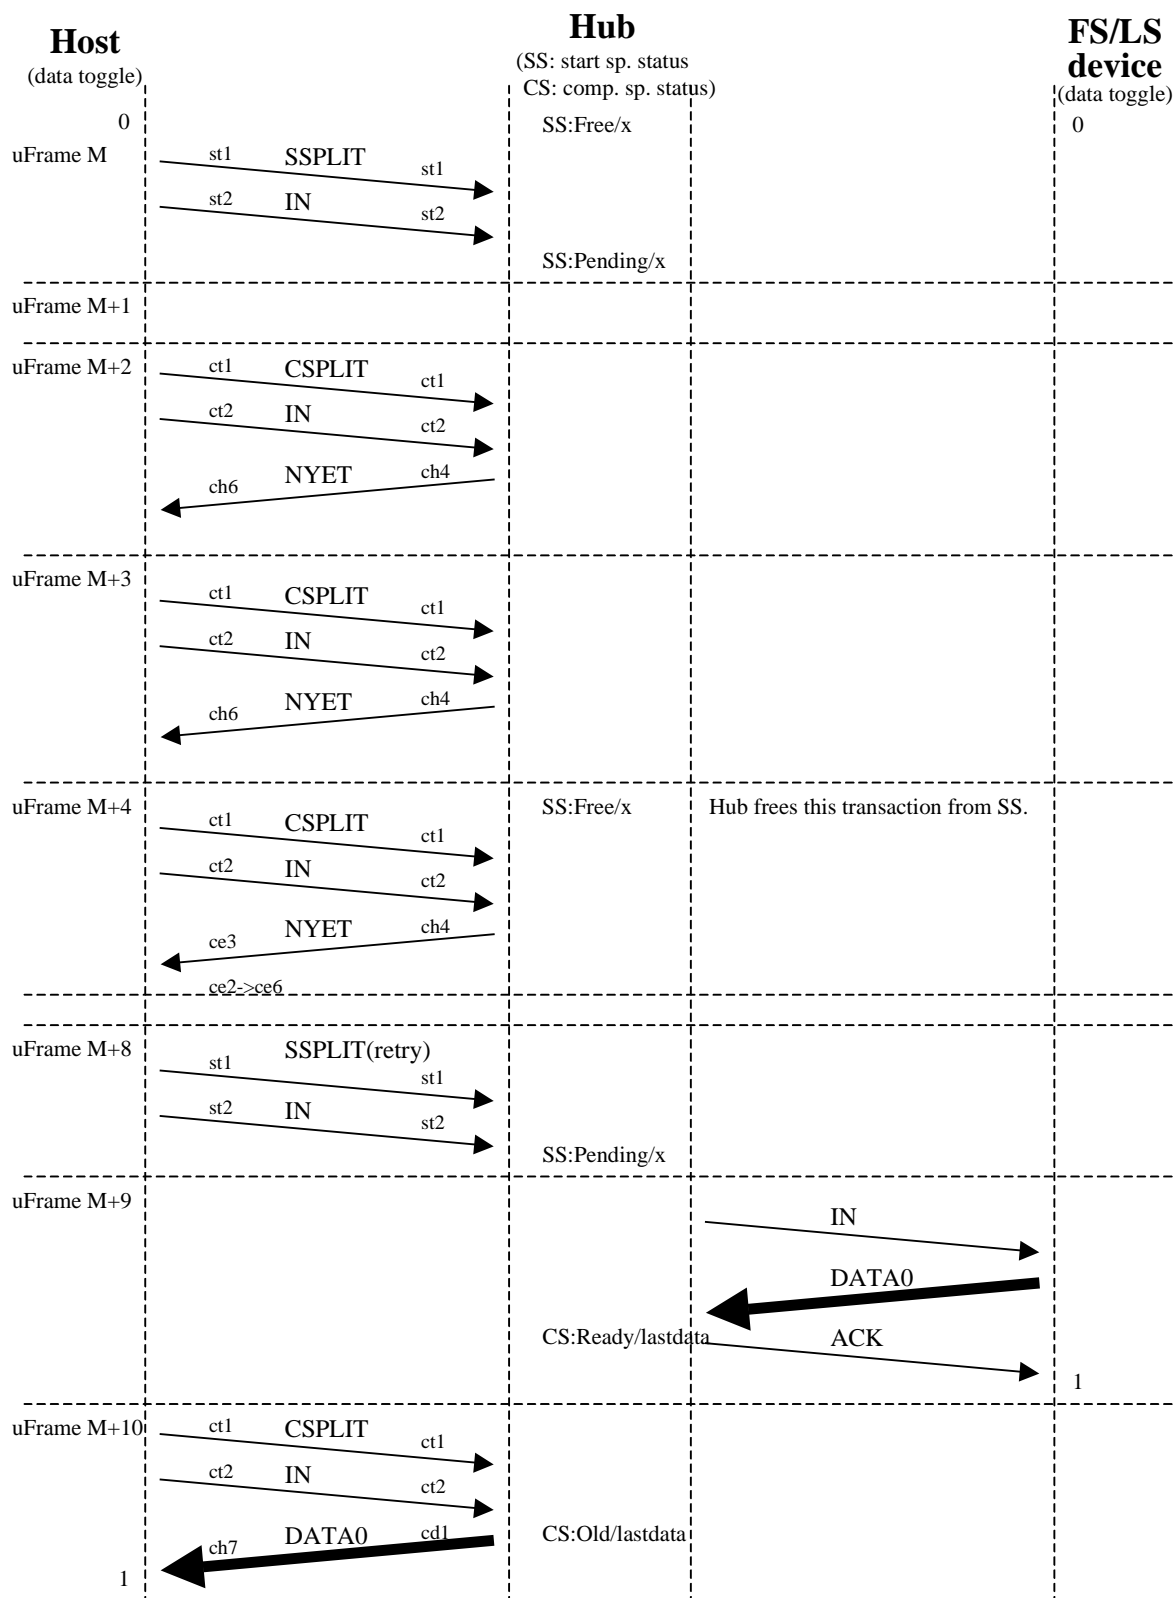 Host
(data toggle)
Hub
(SS: start sp. status
CS: comp. sp. status)
FS/LS
device
(data toggle)
0
SS:Free/x
0
uFrame M
st1 SSPLIT st1
st2 IN st2
SS:Pending/x
uFrame M+1
uFrame M+2
ct1 CSPLIT ct1
ct2 IN ct2
ch6 NYET ch4
uFrame M+3
ct1 CSPLIT ct1
ct2 IN ct2
ch6 NYET ch4
uFrame M+4
SS:Free/x
Hub frees this transaction from SS.
ct1 CSPLIT ct1
ct2 IN ct2
ce3 NYET ch4
ce2->ce6
uFrame M+8
SSPLIT(retry)
st1 st1
st2 IN st2
SS:Pending/x
uFrame M+9
IN
DATA0
CS:Ready/lastdata
ACK
1
uFrame M+10
ct1 CSPLIT ct1
ct2 IN ct2
ch7 DATA0 cd1
CS:Old/lastdata
1